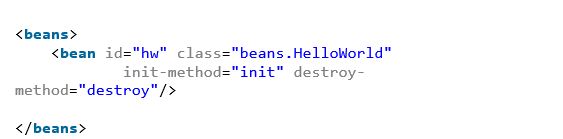 <beans>
    <bean id="hw" class="beans.HelloWorld"
            init-method="init" destroy-
method="destroy"/>
</beans>